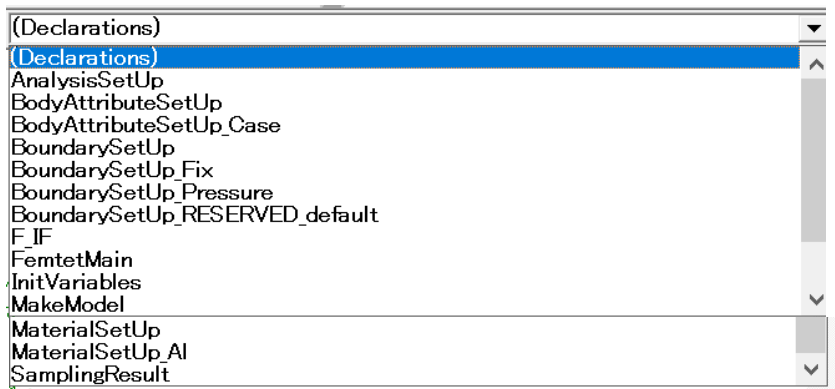 (Declarations)
(Declarations)
AnalysisSetUp
BodyAttributeSetUp
BodyAttributeSetUp_Case
BoundarySetUp
BoundarySetUp_Fix
BoundarySetUp_Pressure
BoundarySetUp_RESERVED_default
F_IF
FemtetMain
InitVariables
MakeModel
MaterialSetUp
MaterialSetUp_Al
SamplingResult